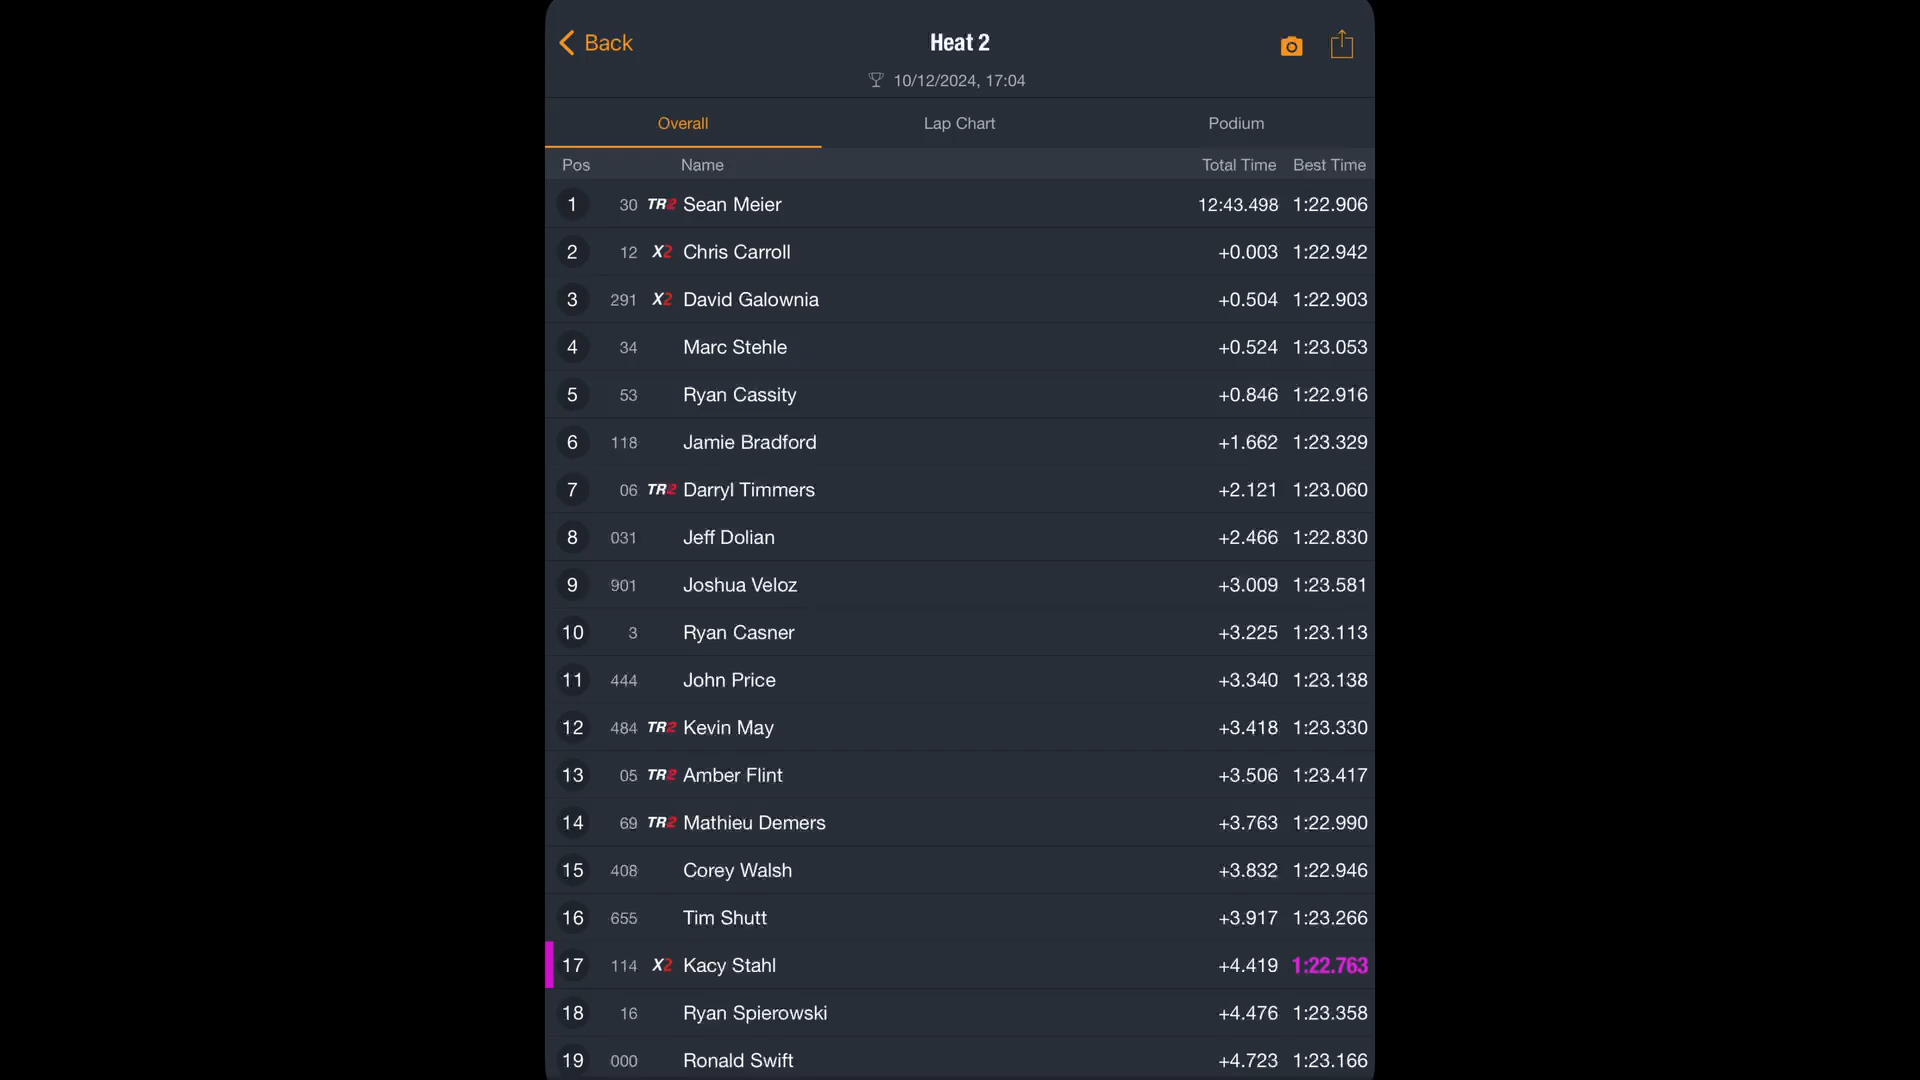 Back
Heat 2
10/12/2024, 17:04
Overall Lap Chart Podium
Pos Name Total Time Best Time
1 30 TR2 Sean Meier 12:43.498 1:22.906
2 12 X2 Chris Carroll +0.003 1:22.942
3 291 X2 David Galownia +0.504 1:22.903
4 34 Marc Stehle +0.524 1:23.053
5 53 Ryan Cassity +0.846 1:22.916
6 118 Jamie Bradford +1.662 1:23.329
7 06 TR2 Darryl Timmers +2.121 1:23.060
8 031 Jeff Dolian +2.466 1:22.830
9 901 Joshua Veloz +3.009 1:23.581
10 3 Ryan Casner +3.225 1:23.113
11 444 John Price +3.340 1:23.138
12 484 TR2 Kevin May +3.418 1:23.330
13 05 TR2 Amber Flint +3.506 1:23.417
14 69 TR2 Mathieu Demers +3.763 1:22.990
15 408 Corey Walsh +3.832 1:22.946
16 655 Tim Shutt +3.917 1:23.266
17 114 X2 Kacy Stahl +4.419 1:22.763
18 16 Ryan Spierowski +4.476 1:23.358
19 000 Ronald Swift +4.723 1:23.166